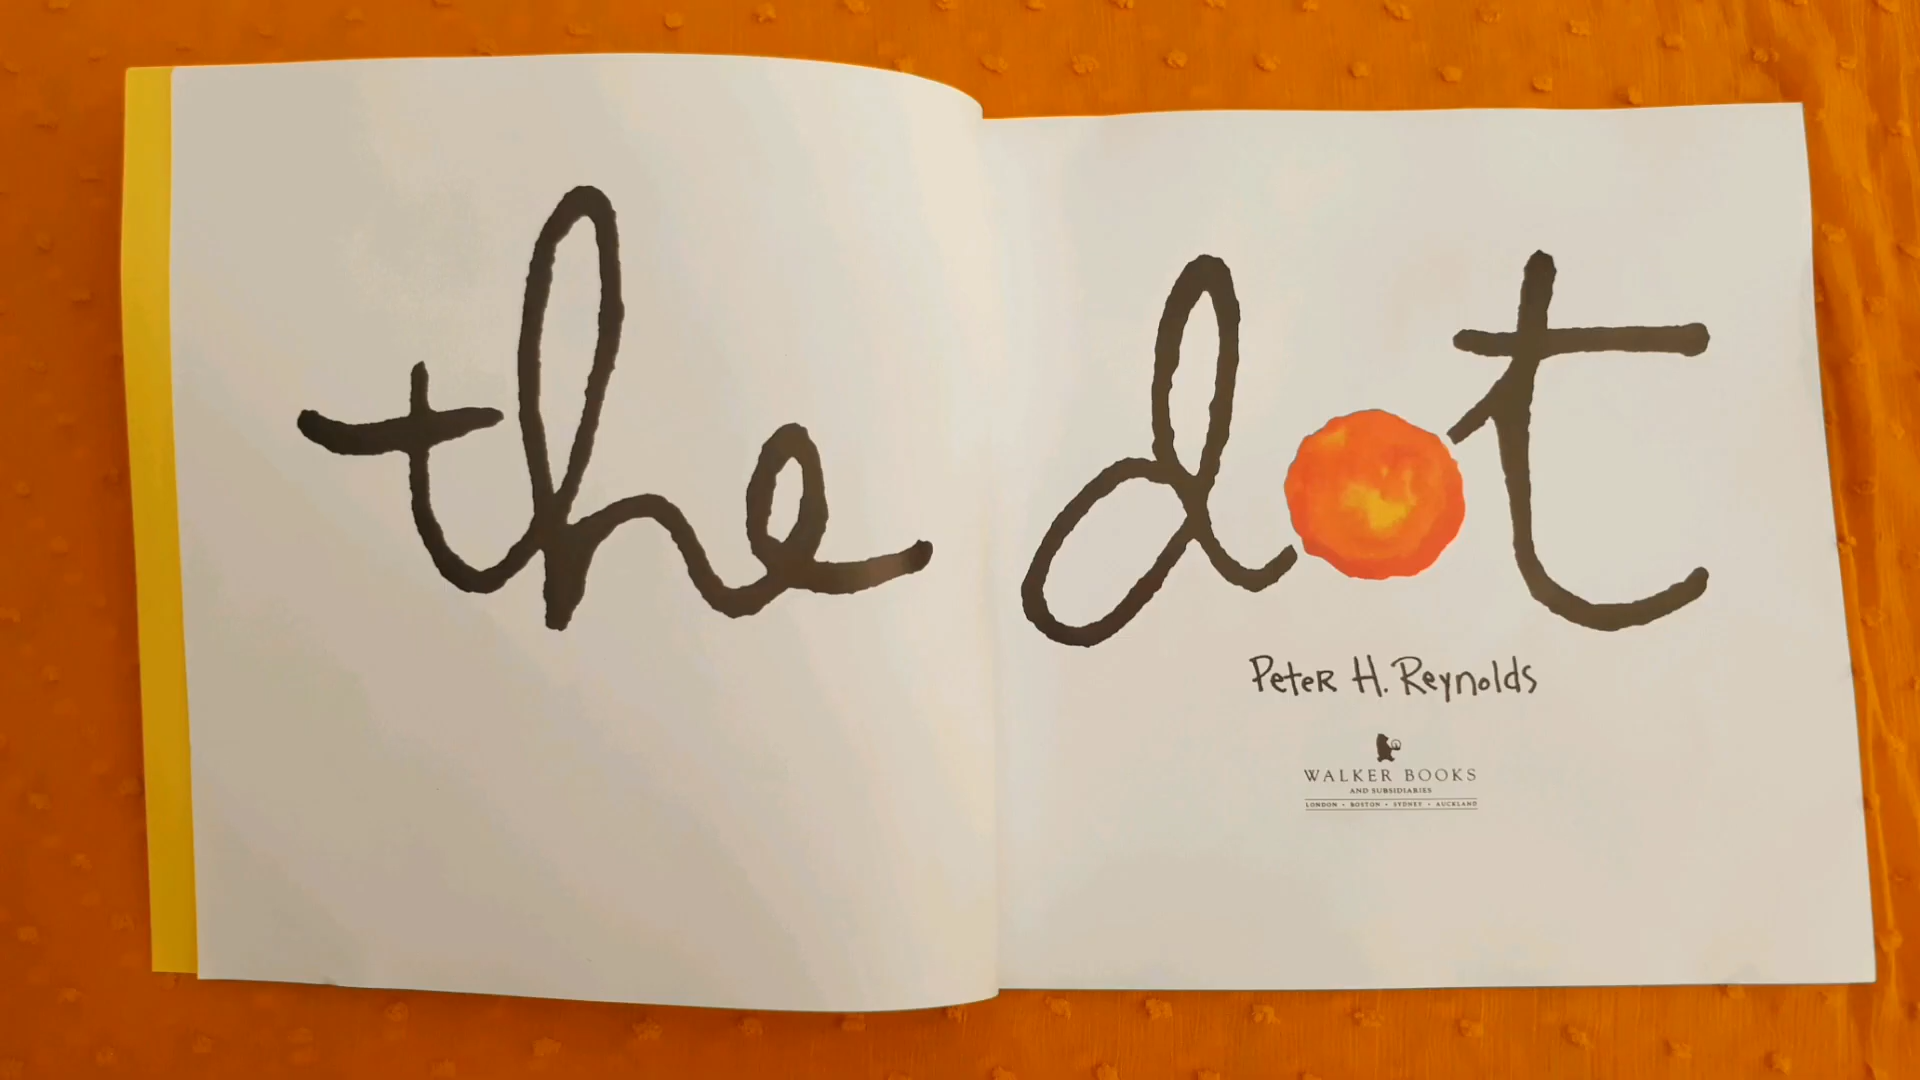 the dot
Peter H. Reynolds
WALKER BOOKS
AND SUBSIDIARIES
LONDON • BOSTON • SYDNEY • AUCKLAND